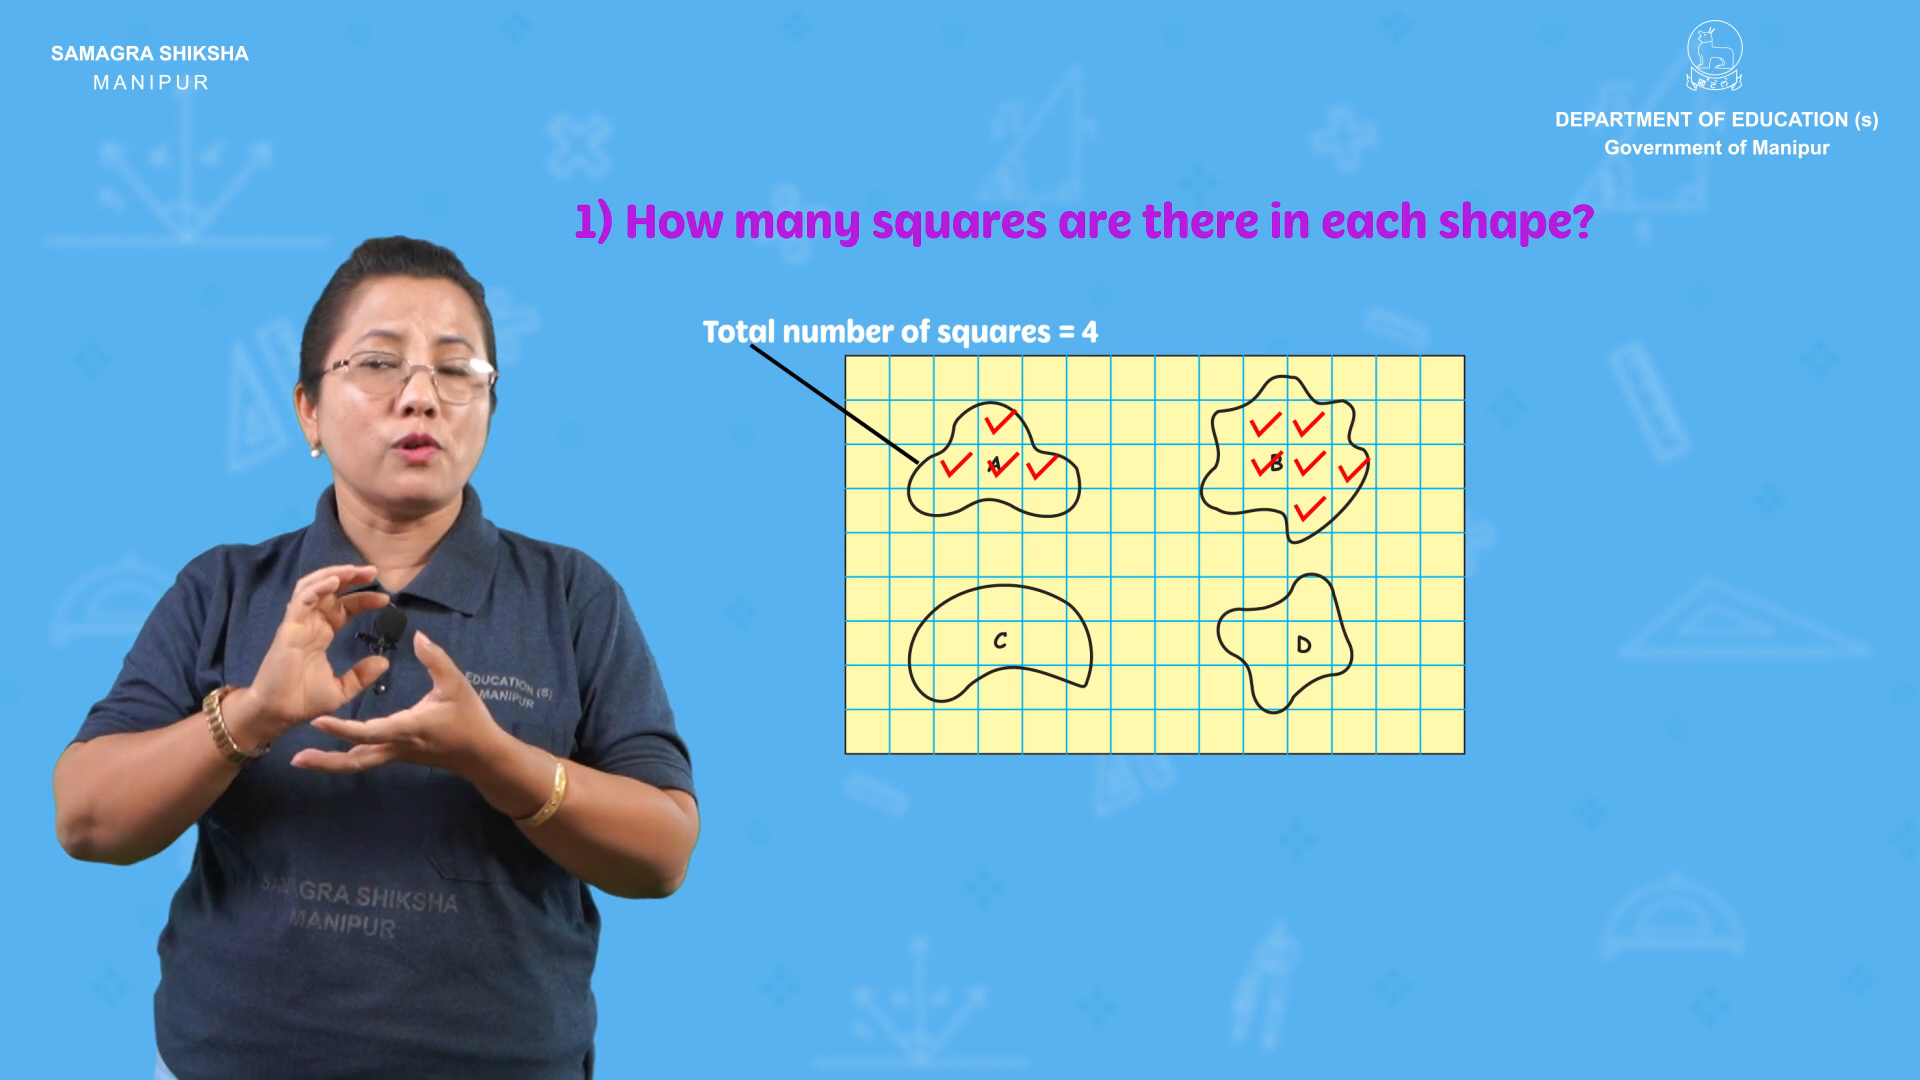 SAMAGRA SHIKSHA
MANIPUR
DEPARTMENT OF EDUCATION (s)
Government of Manipur
1) How many squares are there in each shape?
Total number of squares = 4
A
B
C
D
EDUCATION (S)
MANIPUR
GRA SHIKSHA
MANIPUR